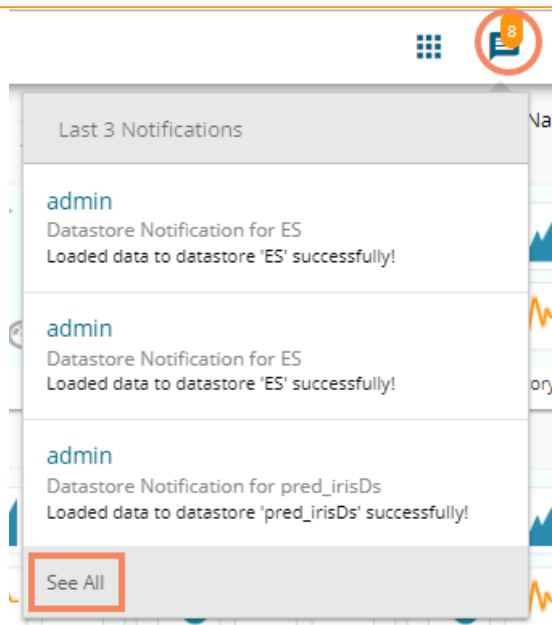 8
Last 3 Notifications
Na
admin
Datastore Notification for ES
Loaded data to datastore 'ES' successfully!
admin
Datastore Notification for ES
Loaded data to datastore 'ES' successfully!
ory
admin
Datastore Notification for pred_irisDs
Loaded data to datastore 'pred_irisDs' successfully!
See All